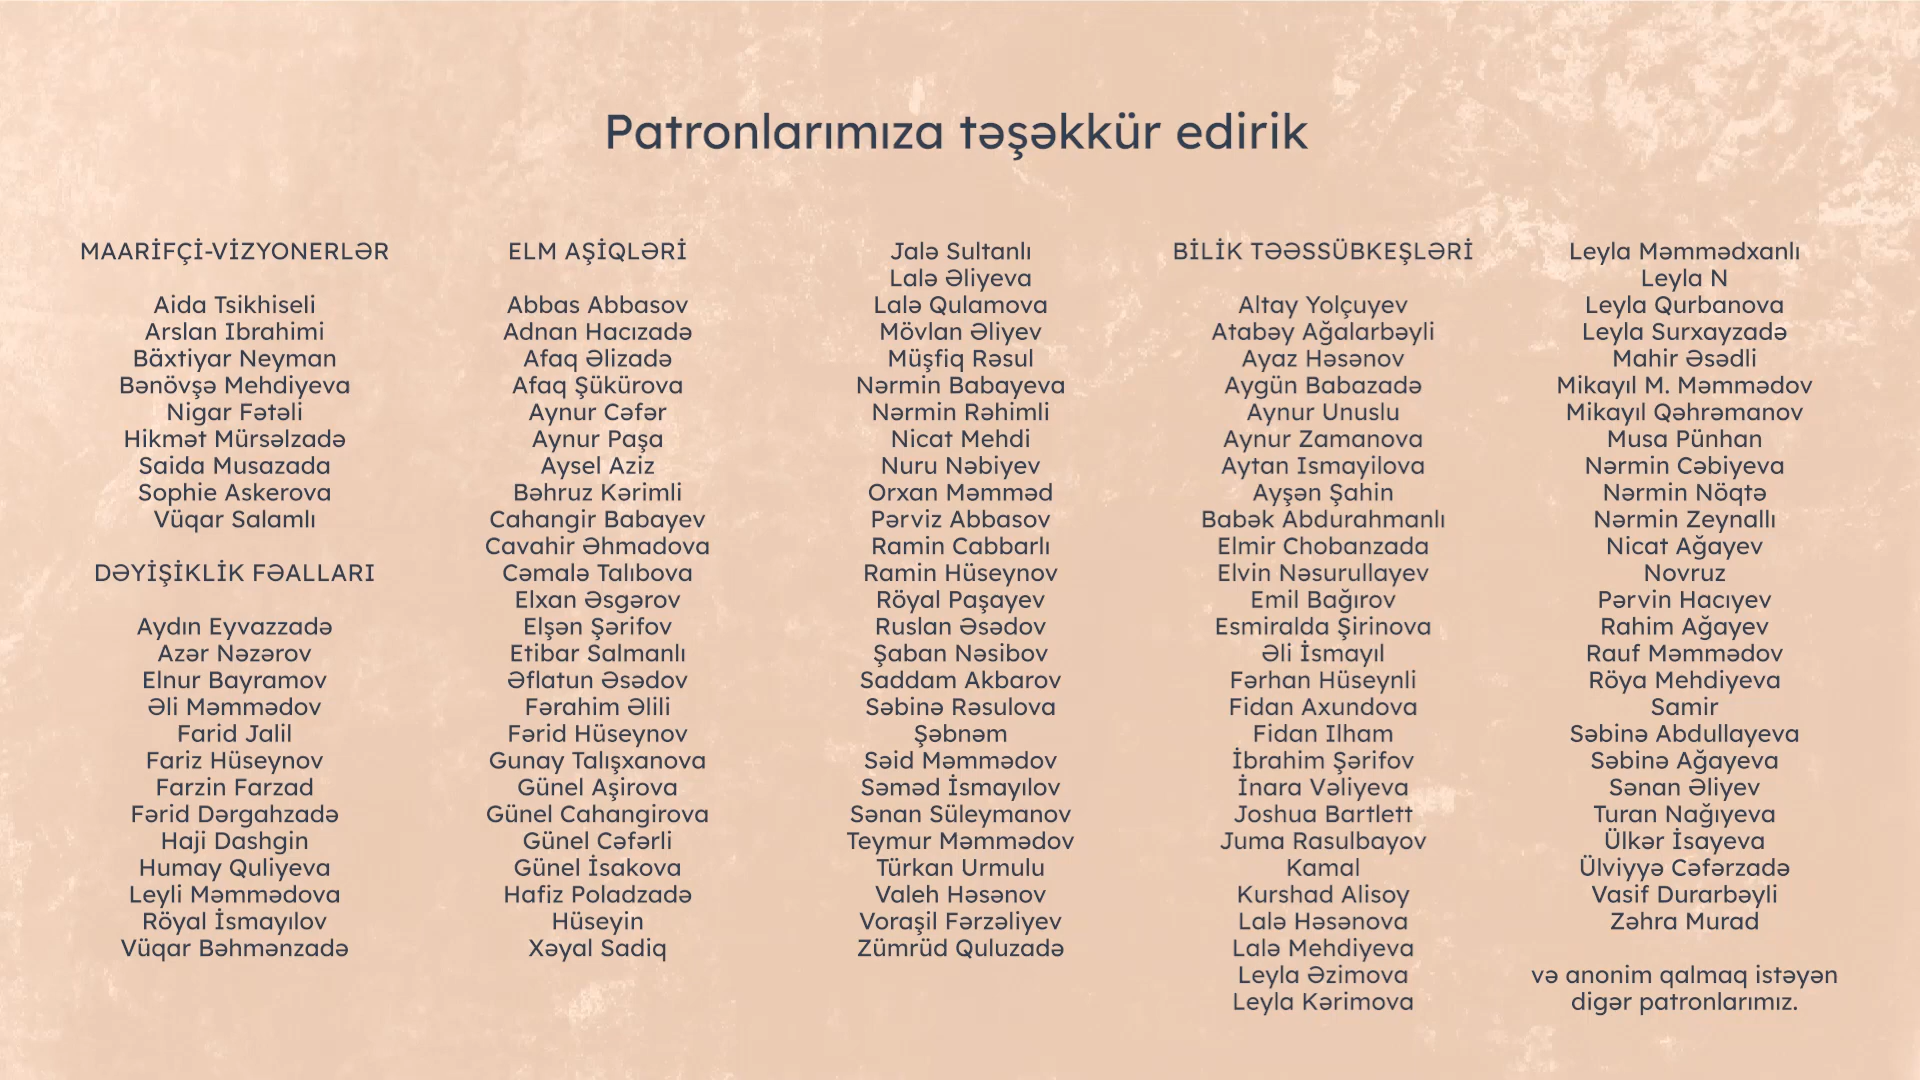 Patronlarımıza təşəkkür edirik
MAARİFÇİ-VİZYONERLƏR
Aida Tsikhiseli
Arslan Ibrahimi
Bäxtiyar Neyman
Bənövşə Mehdiyeva
Nigar Fətəli
Hikmət Mürsəlzadə
Saida Musazada
Sophie Askerova
Vüqar Salamlı
DƏYİŞİKLİK FƏALLARI
Aydın Eyvazzadə
Azər Nəzərov
Elnur Bayramov
Əli Məmmədov
Farid Jalil
Fariz Hüseynov
Farzin Farzad
Fərid Dərgahzadə
Haji Dashgin
Humay Quliyeva
Leyli Məmmədova
Röyal İsmayılov
Vüqar Bəhmənzadə
ELM AŞİQLƏRİ
Abbas Abbasov
Adnan Hacızadə
Afaq Əlizadə
Afaq Şükürova
Aynur Cəfər
Aynur Paşa
Aysel Aziz
Bəhruz Kərimli
Cahangir Babayev
Cavahir Əhmadova
Cəmalə Talıbova
Elxan Əsgərov
Elşən Şərifov
Etibar Salmanlı
Əflatun Əsədov
Fərahim Əlili
Fərid Hüseynov
Gunay Talışxanova
Günel Aşirova
Günel Cahangirova
Günel Cəfərli
Günel İsakova
Hafiz Poladzadə
Hüseyin
Xəyal Sadiq
Jalə Sultanlı
Lalə Əliyeva
Lalə Qulamova
Mövlan Əliyev
Müşfiq Rəsul
Nərmin Babayeva
Nərmin Rəhimli
Nicat Mehdi
Nuru Nəbiyev
Orxan Məmməd
Pərviz Abbasov
Ramin Cabbarlı
Ramin Hüseynov
Röyal Paşayev
Ruslan Əsədov
Şaban Nəsibov
Saddam Akbarov
Səbinə Rəsulova
Şəbnəm
Səid Məmmədov
Səməd İsmayılov
Sənan Süleymanov
Teymur Məmmədov
Türkan Urmulu
Valeh Həsənov
Voraşil Fərzəliyev
Zümrüd Quluzadə
BİLİK TƏƏSSÜBKEŞLƏRİ
Altay Yolçuyev
Atabəy Ağalarbəyli
Ayaz Həsənov
Aygün Babazadə
Aynur Unuslu
Aynur Zamanova
Aytan Ismayilova
Ayşən Şahin
Babək Abdurahmanlı
Elmir Chobanzada
Elvin Nəsurullayev
Emil Bağırov
Esmiralda Şirinova
Əli İsmayıl
Fərhan Hüseynli
Fidan Axundova
Fidan Ilham
İbrahim Şərifov
İnara Vəliyeva
Joshua Bartlett
Juma Rasulbayov
Kamal
Kurshad Alisoy
Lalə Həsənova
Lalə Mehdiyeva
Leyla Əzimova
Leyla Kərimova
Leyla Məmmədxanlı
Leyla N
Leyla Qurbanova
Leyla Surxayzadə
Mahir Əsədli
Mikayıl M. Məmmədov
Mikayıl Qəhrəmanov
Musa Pünhan
Nərmin Cəbiyeva
Nərmin Nöqtə
Nərmin Zeynallı
Nicat Ağayev
Novruz
Pərvin Hacıyev
Rahim Ağayev
Rauf Məmmədov
Röya Mehdiyeva
Samir
Səbinə Abdullayeva
Səbinə Ağayeva
Sənan Əliyev
Turan Nağıyeva
Ülkər İsayeva
Ülviyyə Cəfərzadə
Vasif Durarbəyli
Zəhra Murad
və anonim qalmaq istəyən
digər patronlarımız.